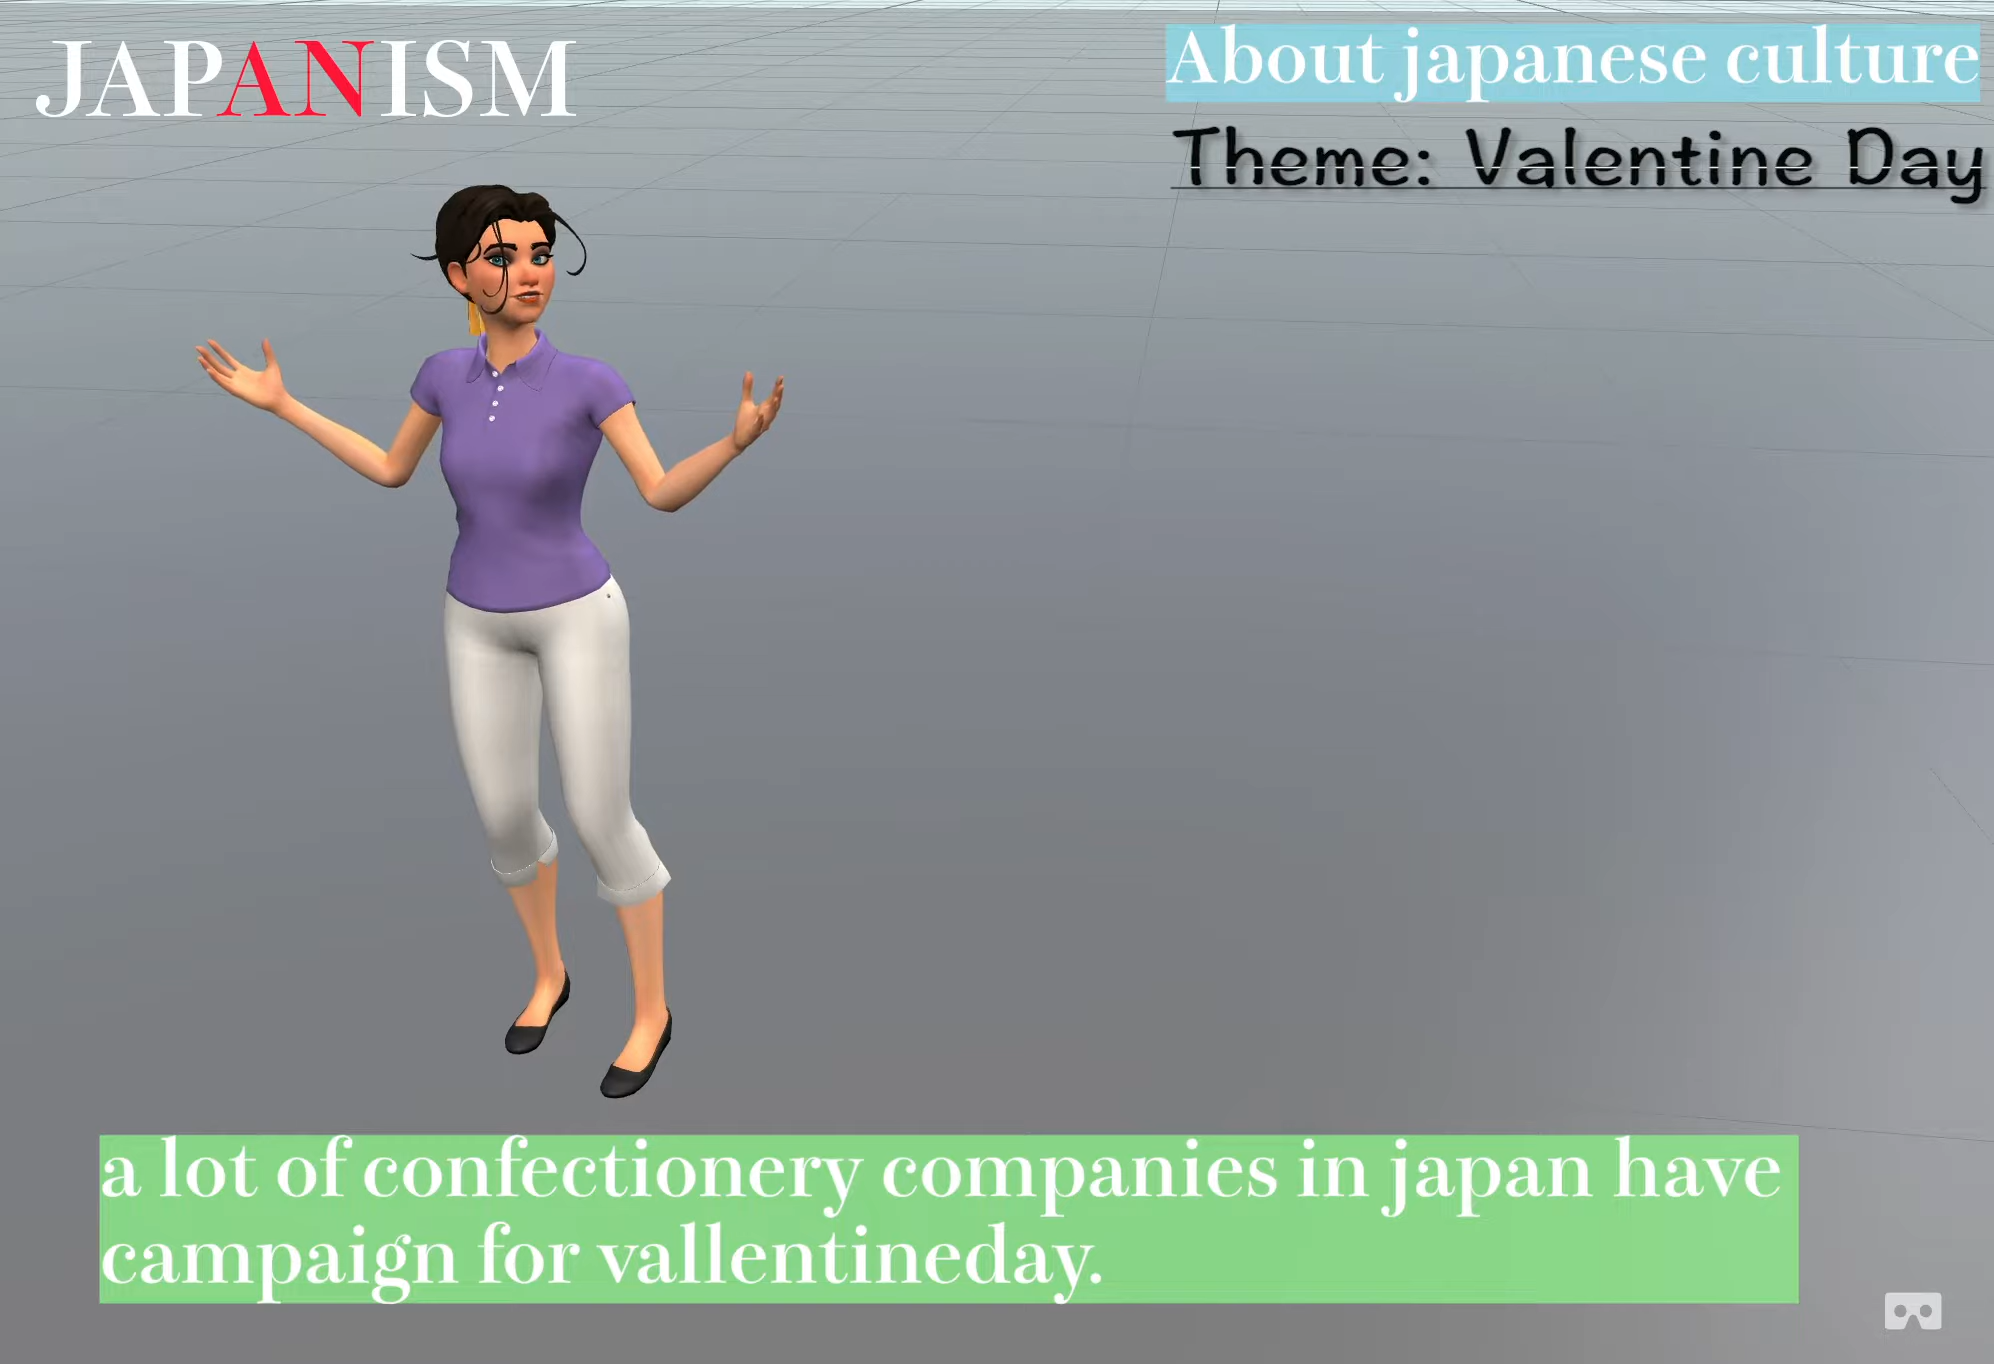 JAPANISM
About japanese culture
Theme: Valentine Day
a lot of confectionery companies in japan have
campaign for vallentineday.